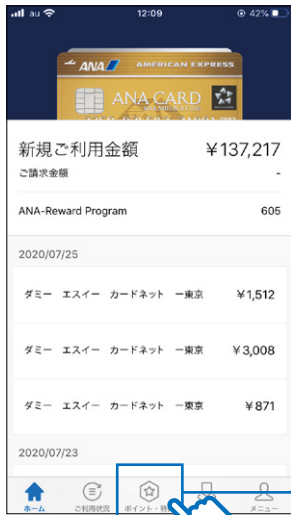 au 12:09 42%
ANA AMERICAN EXPRESS
ANA CARD
新規ご利用金額 ¥137,217
ご請求金額 -
ANA-Reward Program 605
2020/07/25
ダミー エスイー カードネット ー東京 ¥1,512
ダミー エスイー カードネット ー東京 ¥3,008
ダミー エスイー カードネット ー東京 ¥871
2020/07/23
ホーム ご利用状況 ポイント・特 メニュー